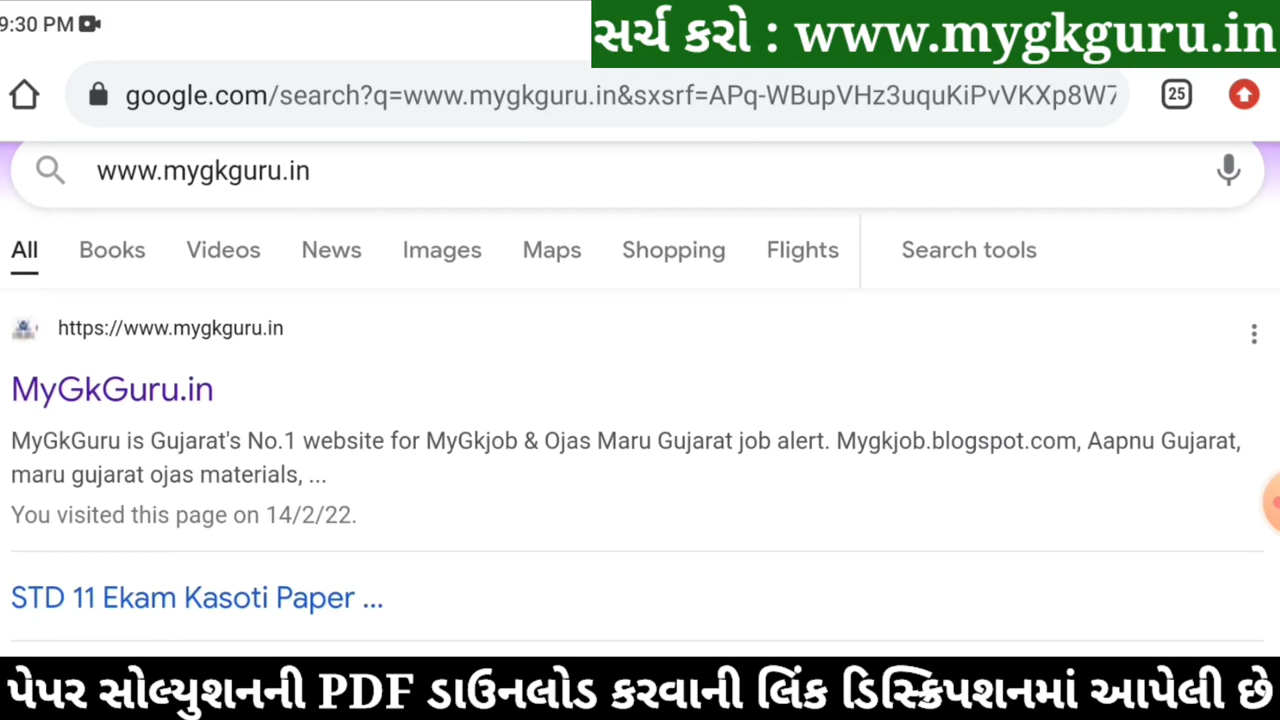 9:30 PM
સર્ચ કરો : www.mygkguru.in
google.com/search?q=www.mygkguru.in&sxsrf=APq-WBupVHz3uquKiPvVKXp8W7
25
www.mygkguru.in
All Books Videos News Images Maps Shopping Flights Search tools
https://www.mygkguru.in
MyGkGuru.in
MyGkGuru is Gujarat's No.1 website for MyGkjob & Ojas Maru Gujarat job alert. Mygkjob.blogspot.com, Aapnu Gujarat,
maru gujarat ojas materials, ...
You visited this page on 14/2/22.
STD 11 Ekam Kasoti Paper ...
પેપર સોલ્યુશનની PDF ડાઉનલોડ કરવાની લિંક ડિસ્ક્રિપશનમાં આપેલી છે